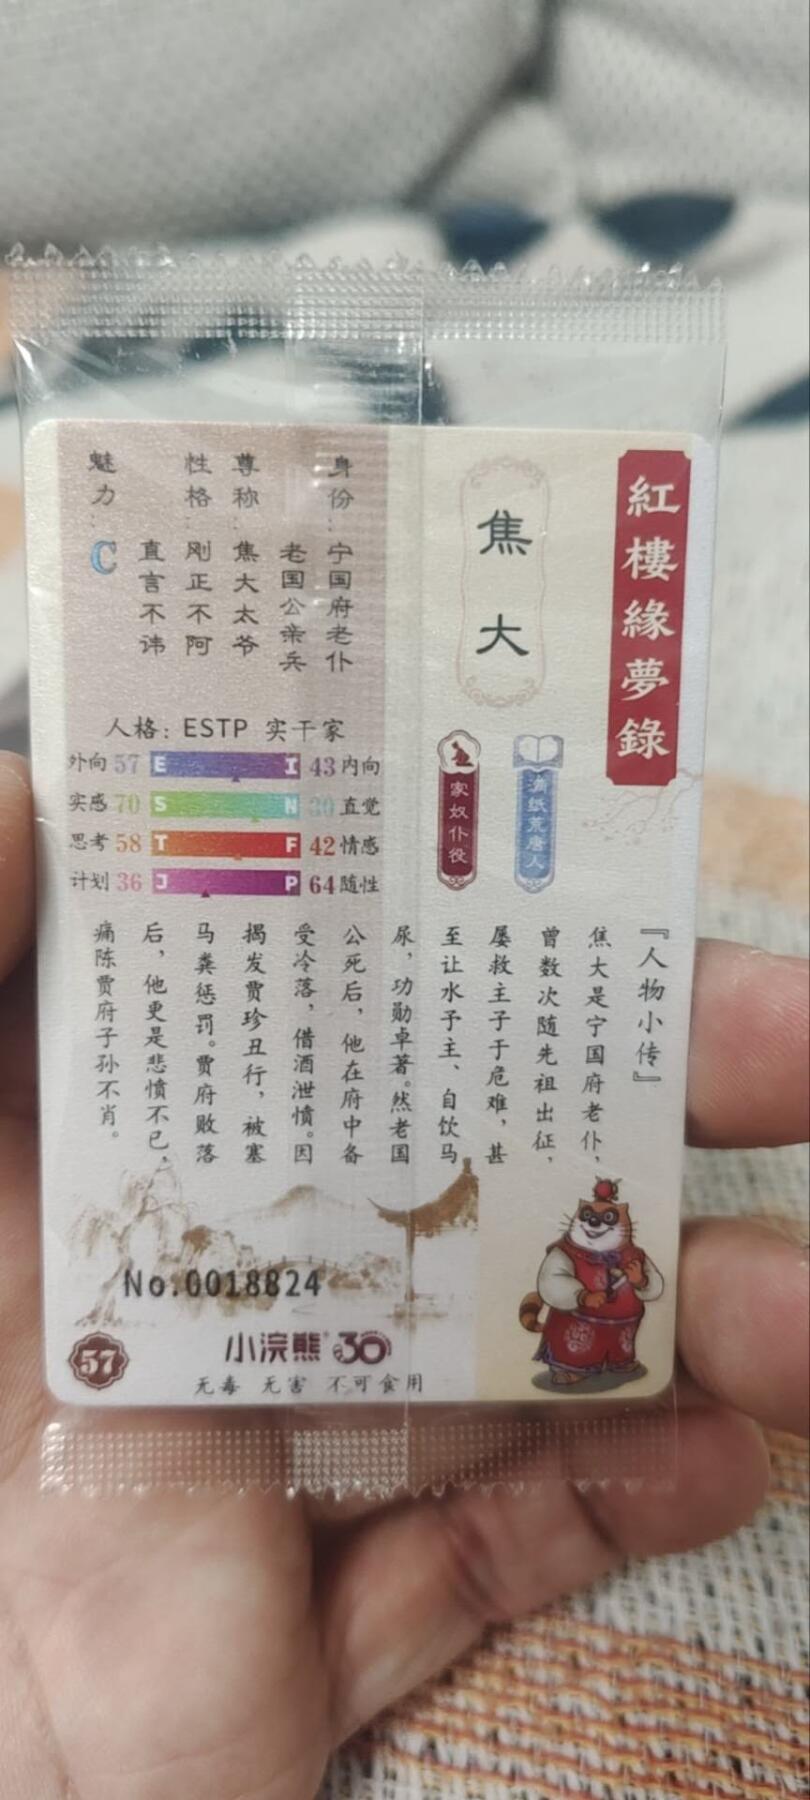 紅樓緣夢錄
焦大
满纸荒唐人
家奴仆役
身份：宁国府老仆
老国公亲兵
尊称：焦大太爷
性格：刚正不阿
直言不讳
魅力：C
人格：ESTP 实干家
外向 57 E I 43 内向
实感 70 S N 30 直觉
思考 58 T F 42 情感
计划 36 J P 64 随性
『人物小传』
焦大是宁国府老仆，
曾数次随先祖出征，
屡救主子于危难，甚
至让水予主、自饮马
尿，功勋卓著。然老国
公死后，他在府中备
受冷落，借酒泄愤。因
揭发贾珍丑行，被塞
马粪惩罚。贾府败落
后，他更是悲愤不已，
痛陈贾府子孙不肖。
No.0018824
57
小浣熊® 30
无毒 无害 不可食用